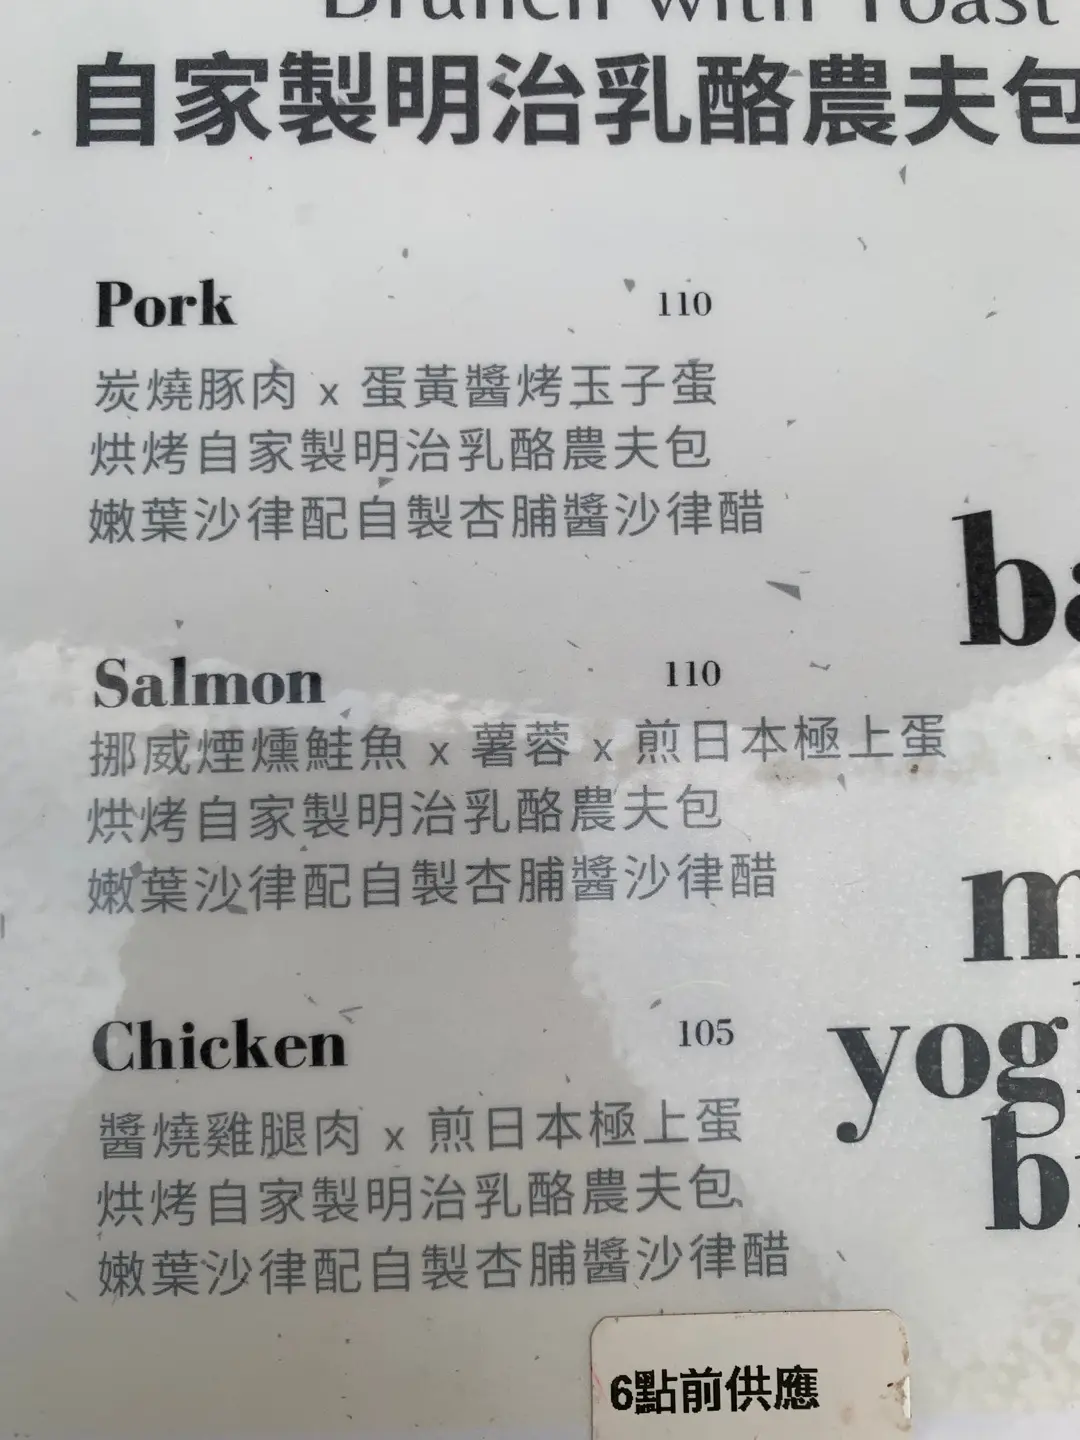 Brunch with Toast
自家製明治乳酪農夫包
Pork 110
炭燒豚肉 x 蛋黃醬烤玉子蛋
烘烤自家製明治乳酪農夫包
嫩葉沙律配自製杏脯醬沙律醋
Salmon 110
挪威煙燻鮭魚 x 薯蓉 x 煎日本極上蛋
烘烤自家製明治乳酪農夫包
嫩葉沙律配自製杏脯醬沙律醋
Chicken 105
醬燒雞腿肉 x 煎日本極上蛋
烘烤自家製明治乳酪農夫包
嫩葉沙律配自製杏脯醬沙律醋
6點前供應